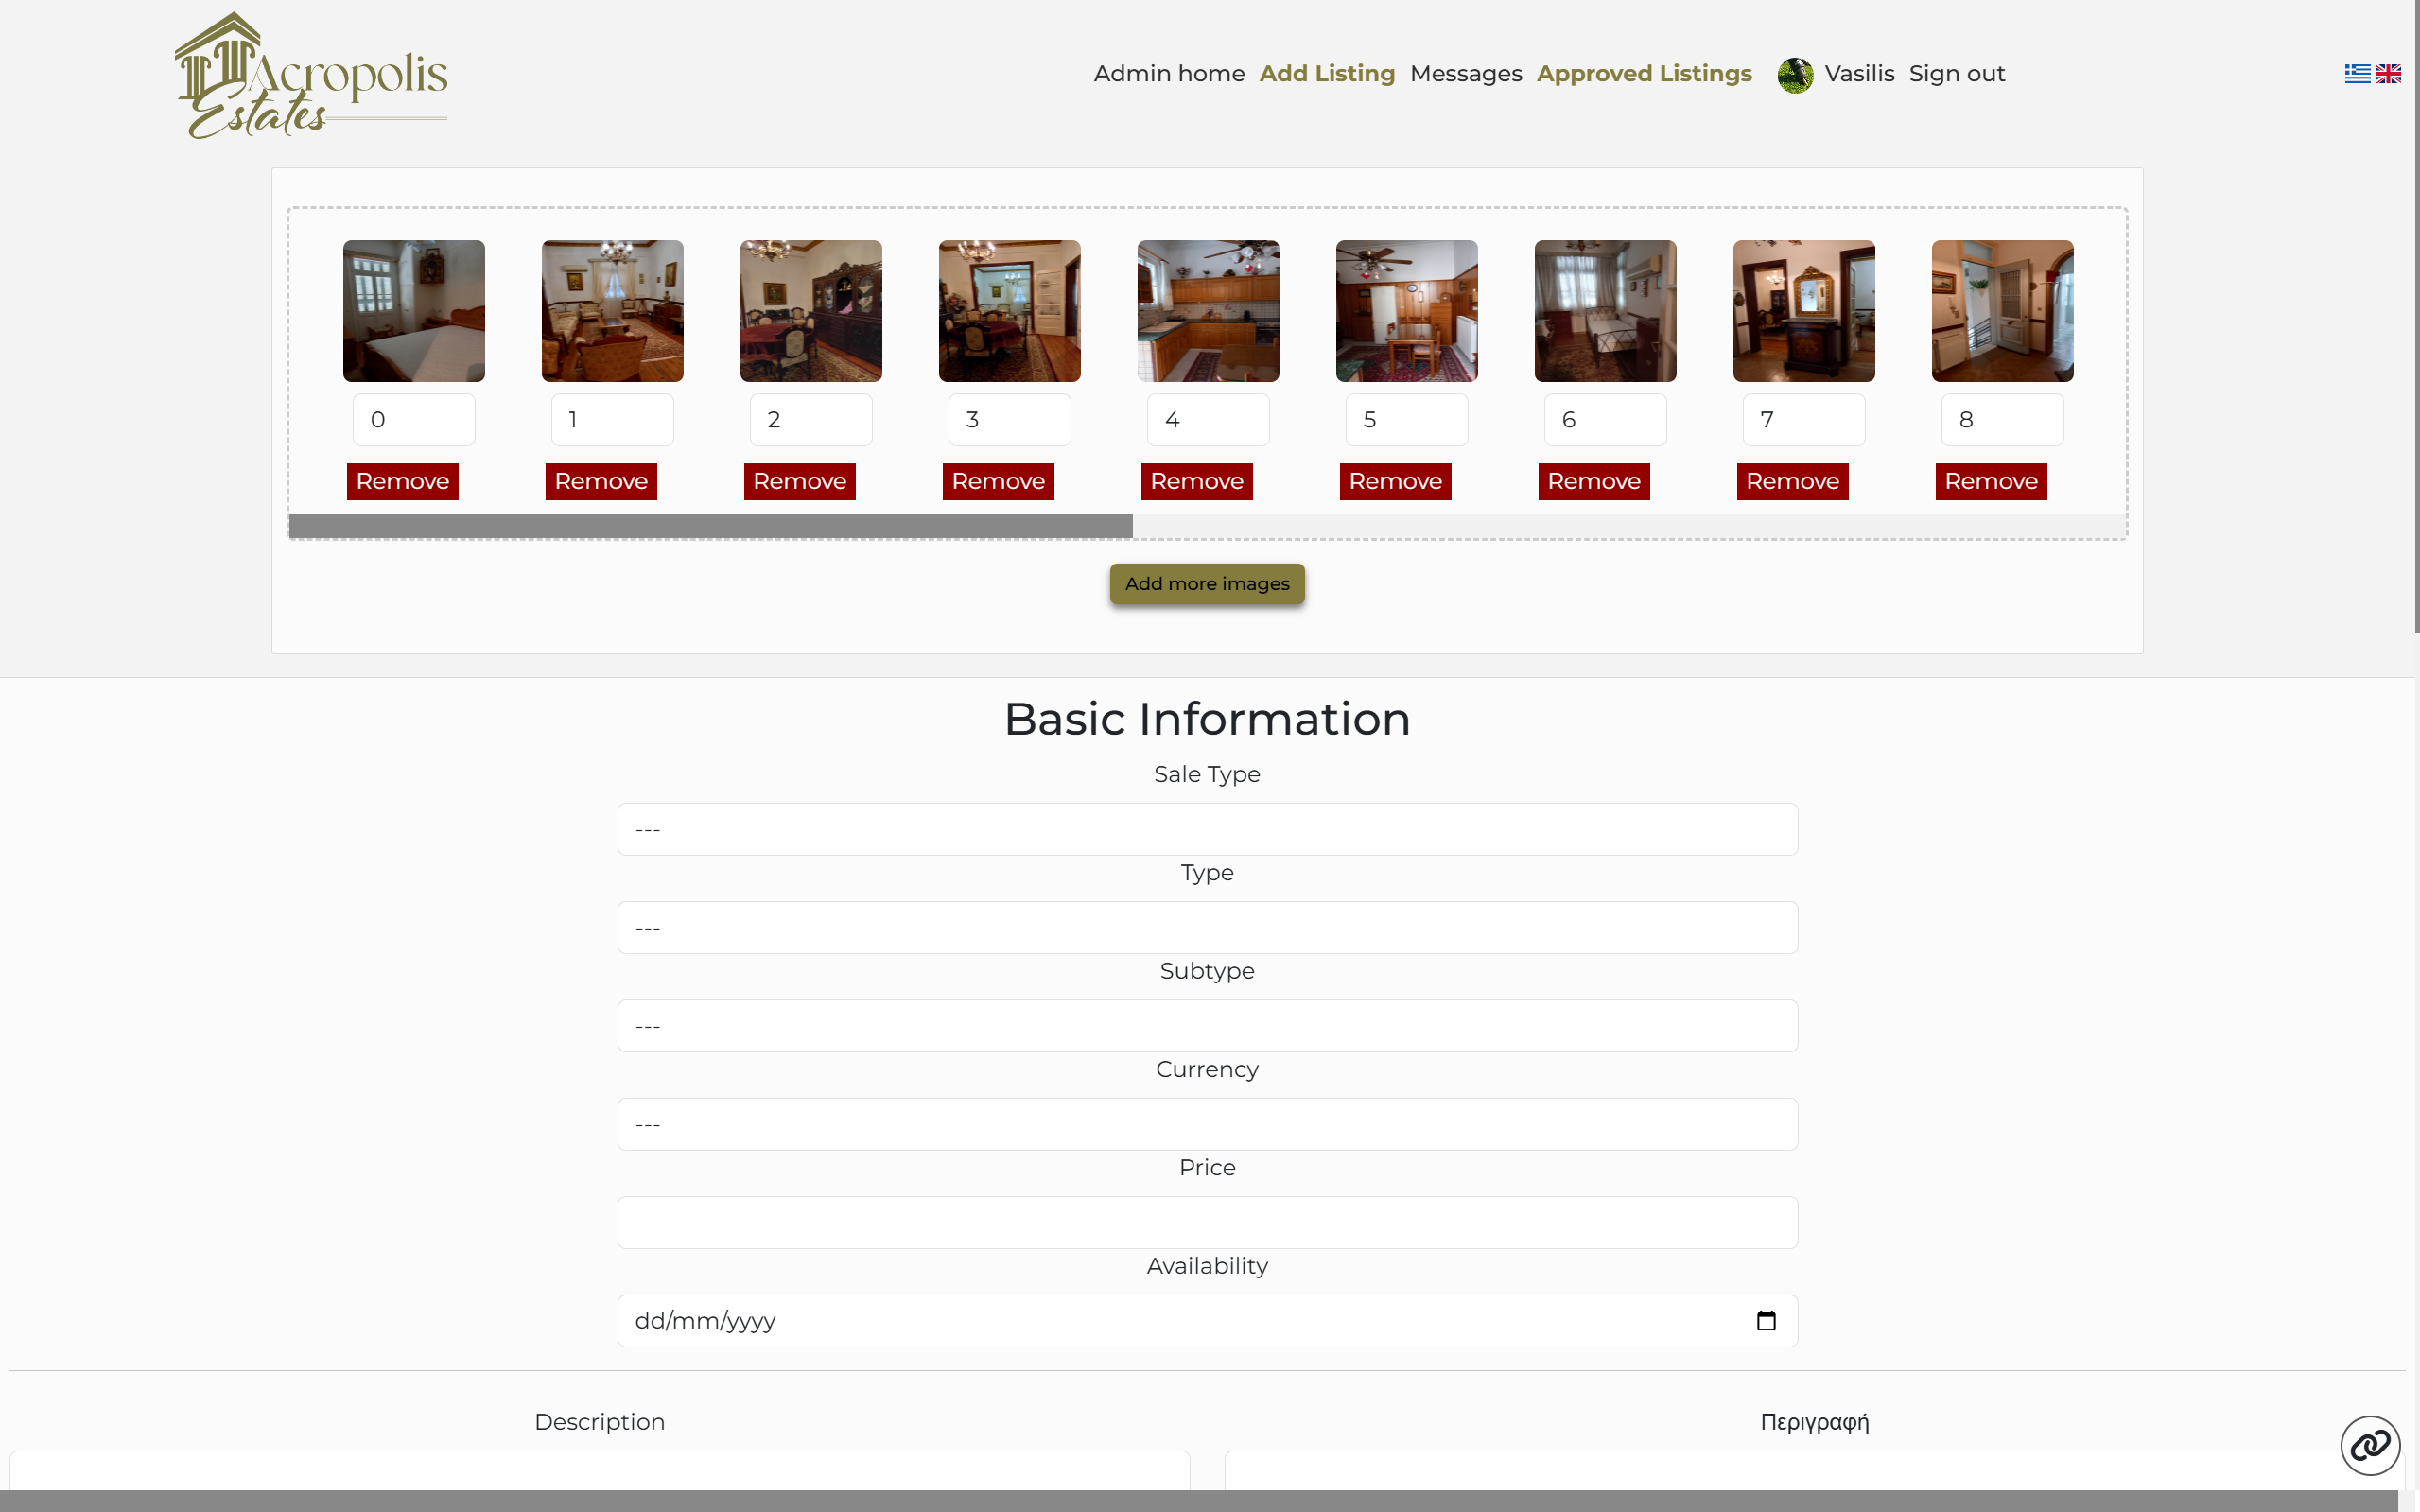 Acropolis
Estates
Admin home Add Listing Messages Approved Listings Vasilis Sign out
0 1 2 3 4 5 6 7 8
Remove Remove Remove Remove Remove Remove Remove Remove Remove
Add more images
Basic Information
Sale Type
---
Type
---
Subtype
---
Currency
---
Price
Availability
dd/mm/yyyy
Description Περιγραφή